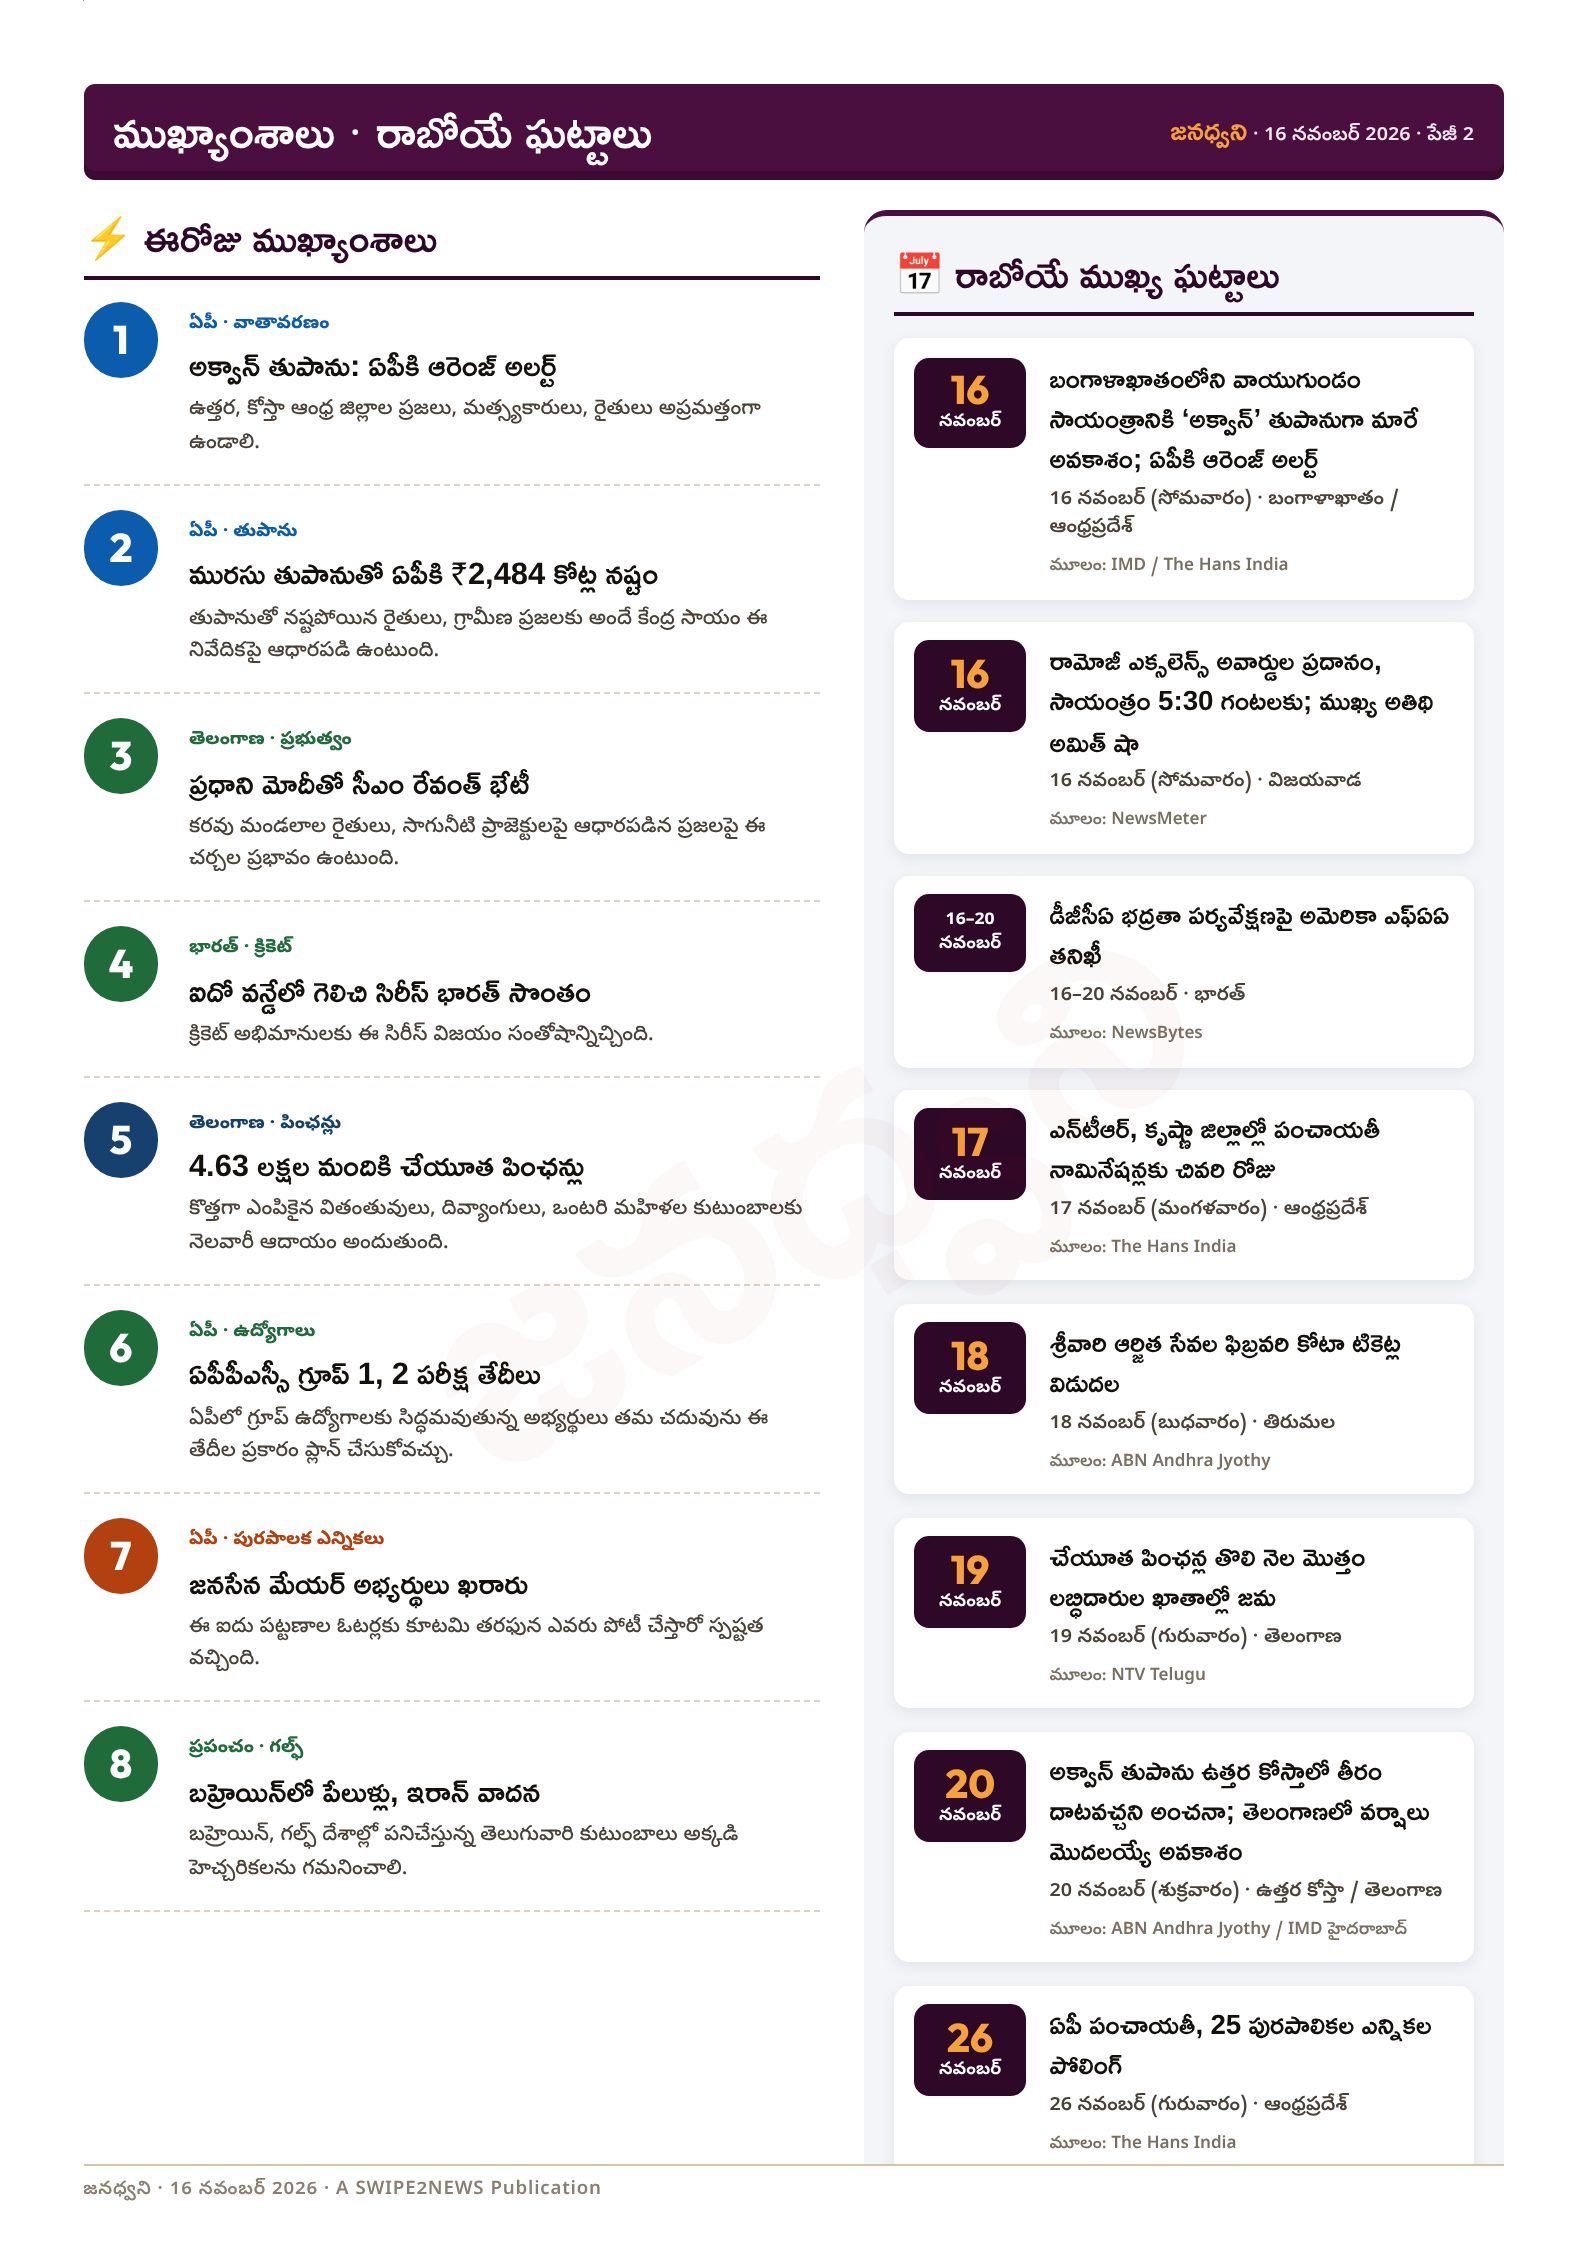 ముఖ్యాంశాలు · రాబోయే ఘట్టాలు
జనధ్వని · 16 నవంబర్ 2026 · పేజీ 2
⚡ ఈరోజు ముఖ్యాంశాలు
1
ఏపీ · వాతావరణం
అక్వాన్ తుపాను: ఏపీకి ఆరెంజ్ అలర్ట్
ఉత్తర, కోస్తా ఆంధ్ర జిల్లాల ప్రజలు, మత్స్యకారులు, రైతులు అప్రమత్తంగా
ఉండాలి.
2
ఏపీ · తుపాను
మురసు తుపానుతో ఏపీకి ₹2,484 కోట్ల నష్టం
తుపానుతో నష్టపోయిన రైతులు, గ్రామీణ ప్రజలకు అందే కేంద్ర సాయం ఈ
నివేదికపై ఆధారపడి ఉంటుంది.
3
తెలంగాణ · ప్రభుత్వం
ప్రధాని మోదీతో సీఎం రేవంత్ భేటీ
కరవు మండలాల రైతులు, సాగునీటి ప్రాజెక్టులపై ఆధారపడిన ప్రజలపై ఈ
చర్చల ప్రభావం ఉంటుంది.
4
భారత్ · క్రికెట్
ఐదో వన్డేలో గెలిచి సిరీస్ భారత్ సొంతం
క్రికెట్ అభిమానులకు ఈ సిరీస్ విజయం సంతోషాన్నిచ్చింది.
5
తెలంగాణ · పింఛన్లు
4.63 లక్షల మందికి చేయూత పింఛన్లు
కొత్తగా ఎంపికైన వితంతువులు, దివ్యాంగులు, ఒంటరి మహిళల కుటుంబాలకు
నెలవారీ ఆదాయం అందుతుంది.
6
ఏపీ · ఉద్యోగాలు
ఏపీపీఎస్సీ గ్రూప్ 1, 2 పరీక్ష తేదీలు
ఏపీలో గ్రూప్ ఉద్యోగాలకు సిద్ధమవుతున్న అభ్యర్థులు తమ చదువును ఈ
తేదీల ప్రకారం ప్లాన్ చేసుకోవచ్చు.
7
ఏపీ · పురపాలక ఎన్నికలు
జనసేన మేయర్ అభ్యర్థులు ఖరారు
ఈ ఐదు పట్టణాల ఓటర్లకు కూటమి తరఫున ఎవరు పోటీ చేస్తారో స్పష్టత
వచ్చింది.
8
ప్రపంచం · గల్ఫ్
బహ్రెయిన్‌లో పేలుళ్లు, ఇరాన్ వాదన
బహ్రెయిన్, గల్ఫ్ దేశాల్లో పనిచేస్తున్న తెలుగువారి కుటుంబాలు అక్కడి
హెచ్చరికలను గమనించాలి.
July 17 రాబోయే ముఖ్య ఘట్టాలు
16
నవంబర్
బంగాళాఖాతంలోని వాయుగుండం
సాయంత్రానికి ‘అక్వాన్’ తుపానుగా మారే
అవకాశం; ఏపీకి ఆరెంజ్ అలర్ట్
16 నవంబర్ (సోమవారం) · బంగాళాఖాతం /
ఆంధ్రప్రదేశ్
మూలం: IMD / The Hans India
16
నవంబర్
రామోజీ ఎక్సలెన్స్ అవార్డుల ప్రదానం,
సాయంత్రం 5:30 గంటలకు; ముఖ్య అతిథి
అమిత్ షా
16 నవంబర్ (సోమవారం) · విజయవాడ
మూలం: NewsMeter
16–20
నవంబర్
డీజీసీఏ భద్రతా పర్యవేక్షణపై అమెరికా ఎఫ్ఏఏ
తనిఖీ
16–20 నవంబర్ · భారత్
మూలం: NewsBytes
17
నవంబర్
ఎన్‌టీఆర్, కృష్ణా జిల్లాల్లో పంచాయతీ
నామినేషన్లకు చివరి రోజు
17 నవంబర్ (మంగళవారం) · ఆంధ్రప్రదేశ్
మూలం: The Hans India
18
నవంబర్
శ్రీవారి ఆర్జిత సేవల ఫిబ్రవరి కోటా టికెట్ల
విడుదల
18 నవంబర్ (బుధవారం) · తిరుమల
మూలం: ABN Andhra Jyothy
19
నవంబర్
చేయూత పింఛన్ల తొలి నెల మొత్తం
లబ్ధిదారుల ఖాతాల్లో జమ
19 నవంబర్ (గురువారం) · తెలంగాణ
మూలం: NTV Telugu
20
నవంబర్
అక్వాన్ తుపాను ఉత్తర కోస్తాలో తీరం
దాటవచ్చని అంచనా; తెలంగాణలో వర్షాలు
మొదలయ్యే అవకాశం
20 నవంబర్ (శుక్రవారం) · ఉత్తర కోస్తా / తెలంగాణ
మూలం: ABN Andhra Jyothy / IMD హైదరాబాద్
26
నవంబర్
ఏపీ పంచాయతీ, 25 పురపాలికల ఎన్నికల
పోలింగ్
26 నవంబర్ (గురువారం) · ఆంధ్రప్రదేశ్
మూలం: The Hans India
జనధ్వని
జనధ్వని · 16 నవంబర్ 2026 · A SWIPE2NEWS Publication